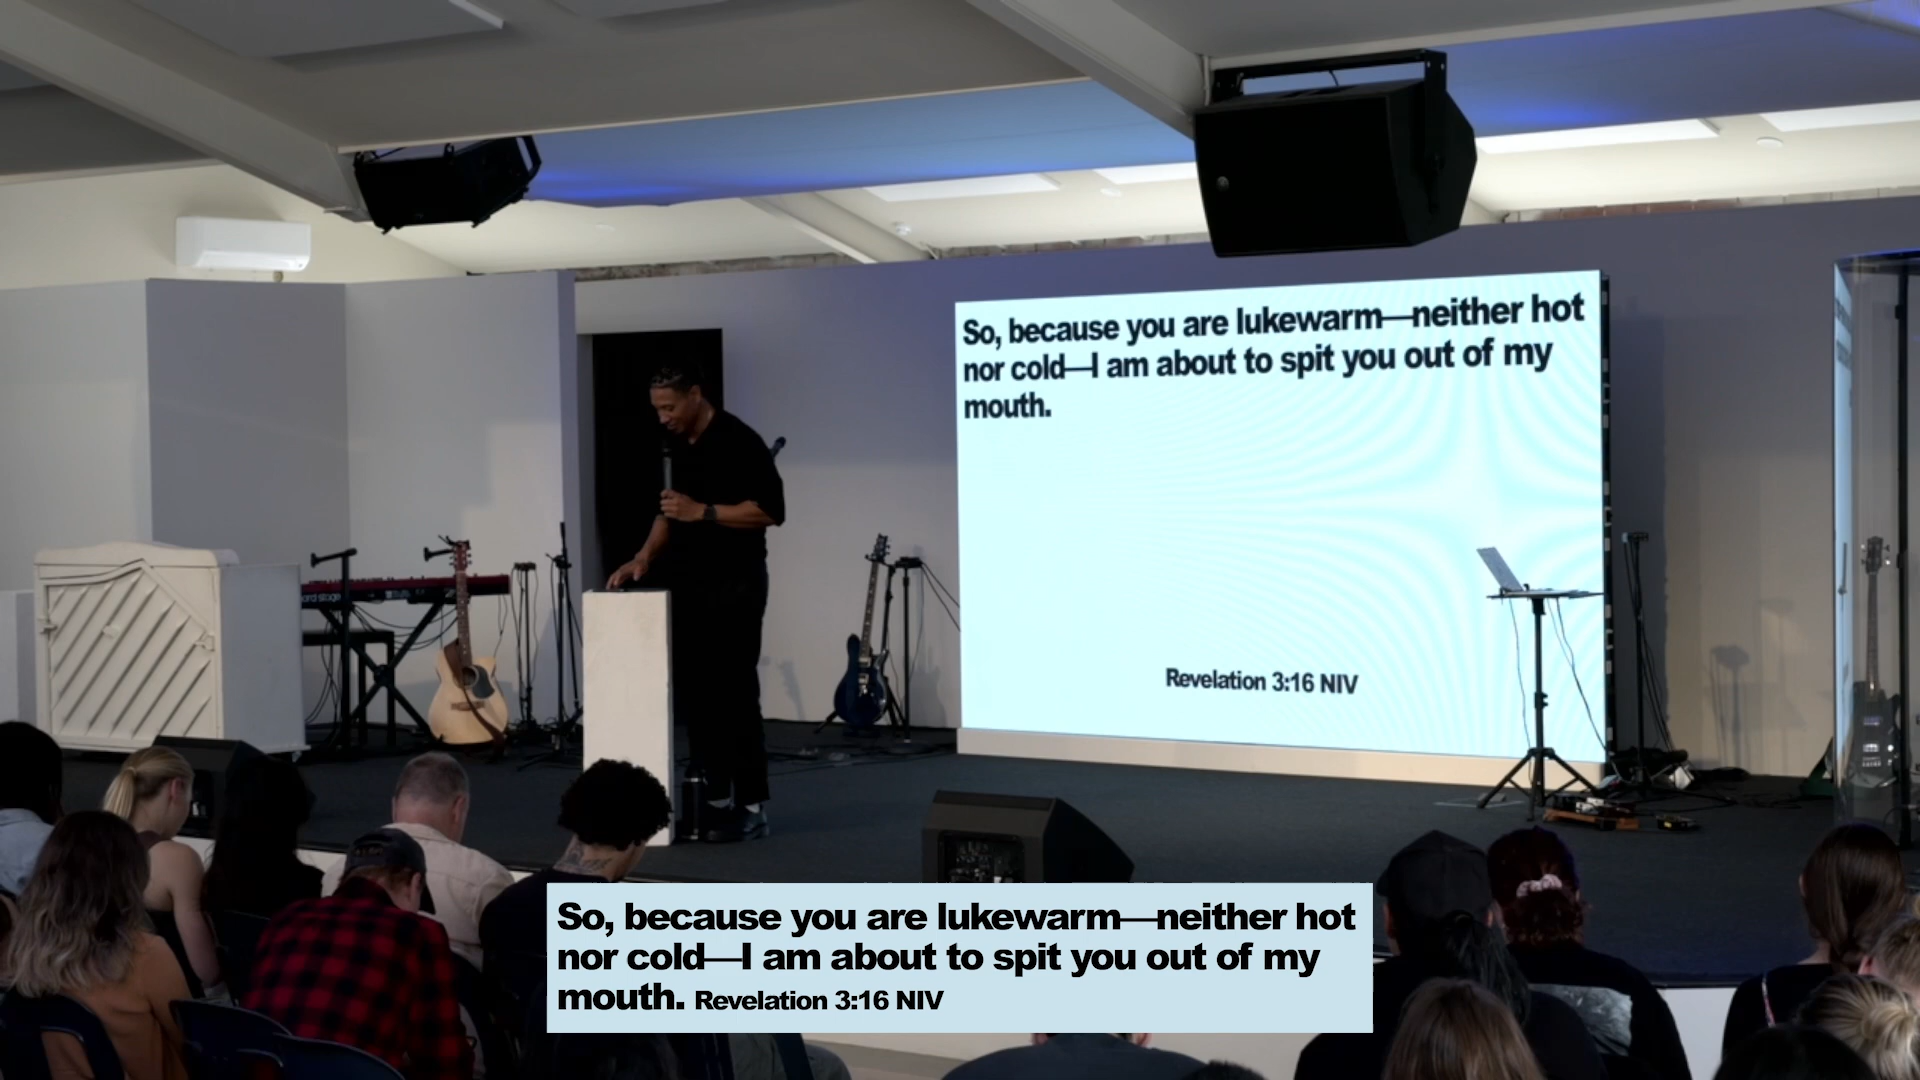 So, because you are lukewarm—neither hot
nor cold—I am about to spit you out of my
mouth.
Revelation 3:16 NIV
ord stage
So, because you are lukewarm—neither hot
nor cold—I am about to spit you out of my
mouth. Revelation 3:16 NIV